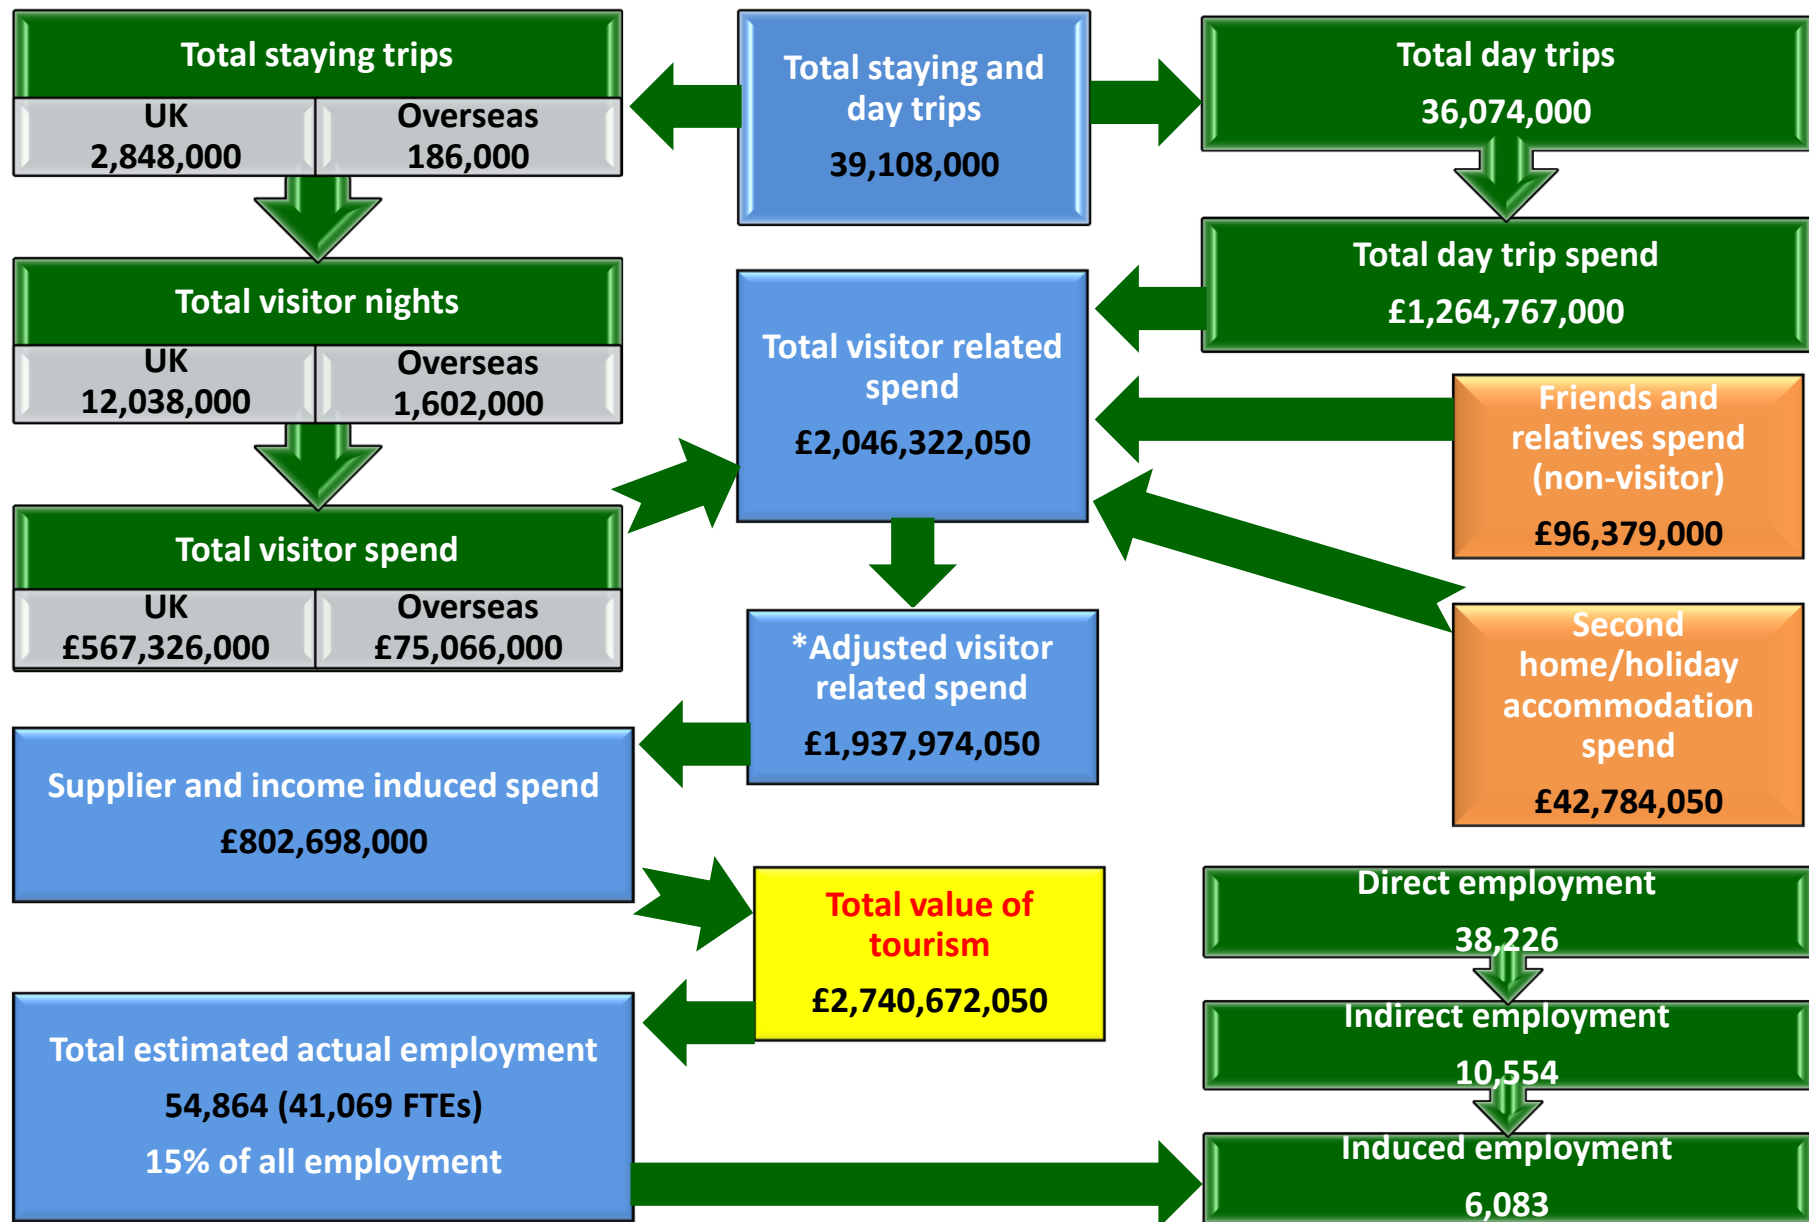 Total staying trips
UK
2,848,000
Overseas
186,000
Total staying and
day trips
39,108,000
Total day trips
36,074,000
Total visitor nights
UK
12,038,000
Overseas
1,602,000
Total visitor related
spend
£2,046,322,050
Total day trip spend
£1,264,767,000
Friends and
relatives spend
(non-visitor)
£96,379,000
Total visitor spend
UK
£567,326,000
Overseas
£75,066,000
*Adjusted visitor
related spend
£1,937,974,050
Second
home/holiday
accommodation
spend
£42,784,050
Supplier and income induced spend
£802,698,000
Total value of
tourism
£2,740,672,050
Direct employment
38,226
Indirect employment
10,554
Induced employment
6,083
Total estimated actual employment
54,864 (41,069 FTEs)
15% of all employment